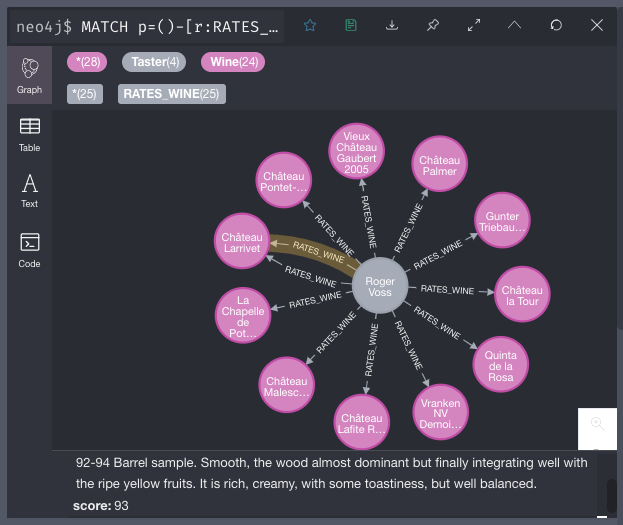 neo4j$ MATCH p=()-[r:RATES_…
*(28) Taster(4) Wine(24)
*(25) RATES_WINE(25)
Graph
Table
Text
Code
Vieux
Château
Gaubert
2005
Château
Palmer
Château
Pontet-…
Gunter
Triebau…
Château
Larrivet
Roger
Voss
Château
la Tour
La
Chapelle
de
Pot…
Quinta
de la
Rosa
Château
Malesc…
Vranken
NV
Demoi…
Château
Lafite R…
RATES_WINE
RATES_WINE
RATES_WINE
RATES_WINE
RATES_WINE
RATES_WINE
RATES_WINE
RATES_WINE
RATES_WINE
RATES_WINE
RATES_WINE
RATES_WINE
92-94 Barrel sample. Smooth, the wood almost dominant but finally integrating well with
the ripe yellow fruits. It is rich, creamy, with some toastiness, but well balanced.
score: 93